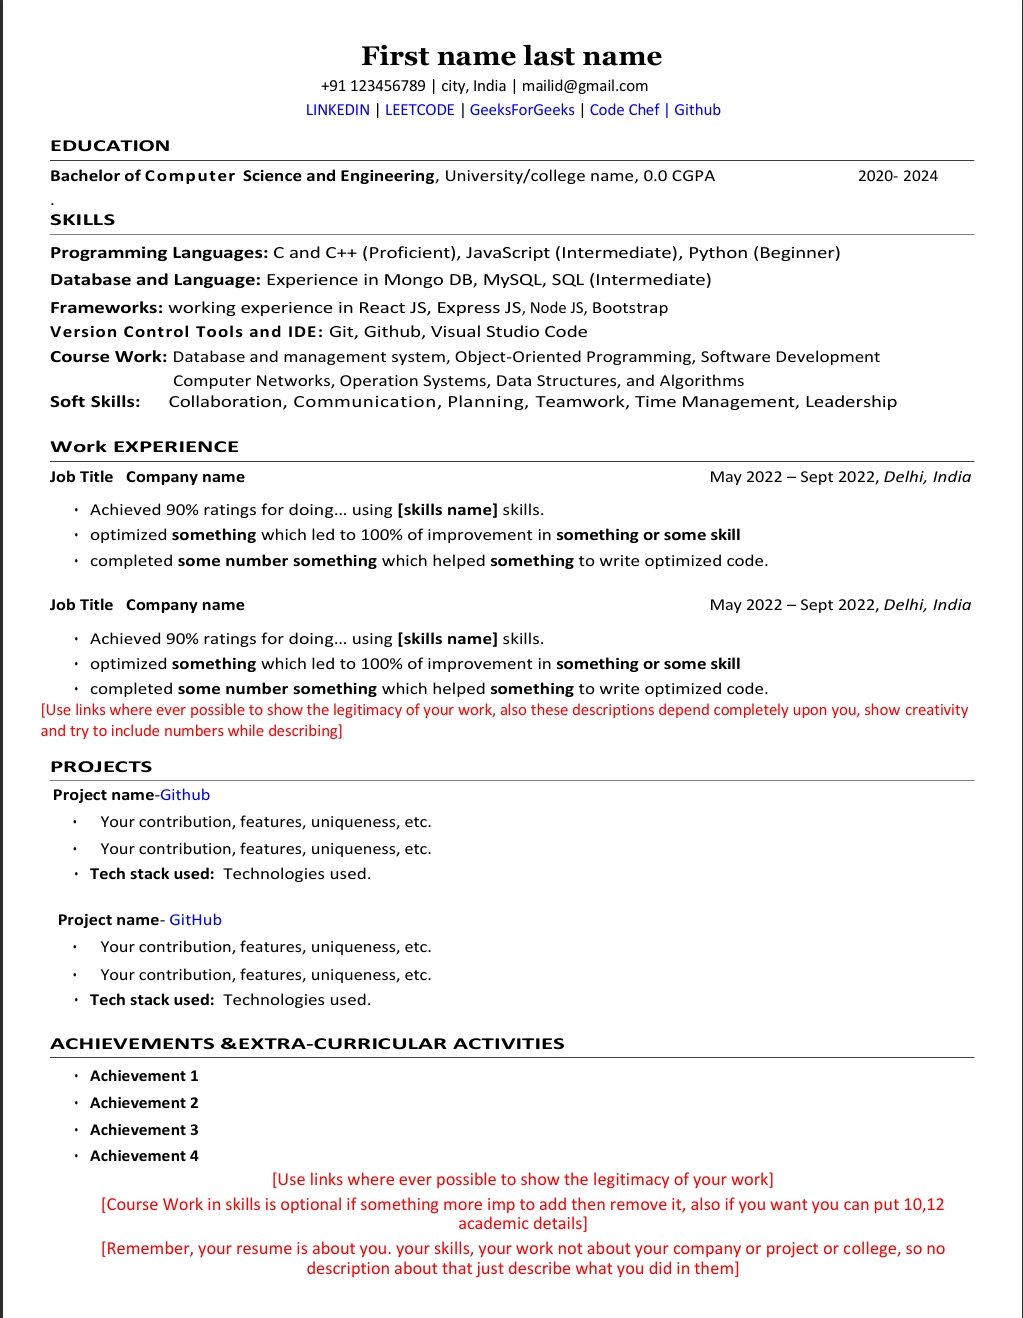 First name last name
+91 123456789 | city, India | mailid@gmail.com
LINKEDIN | LEETCODE | GeeksForGeeks | Code Chef | Github
EDUCATION
Bachelor of Computer Science and Engineering, University/college name, 0.0 CGPA 2020- 2024
.
SKILLS
Programming Languages: C and C++ (Proficient), JavaScript (Intermediate), Python (Beginner)
Database and Language: Experience in Mongo DB, MySQL, SQL (Intermediate)
Frameworks: working experience in React JS, Express JS, Node JS, Bootstrap
Version Control Tools and IDE: Git, Github, Visual Studio Code
Course Work: Database and management system, Object-Oriented Programming, Software Development
Computer Networks, Operation Systems, Data Structures, and Algorithms
Soft Skills: Collaboration, Communication, Planning, Teamwork, Time Management, Leadership
Work EXPERIENCE
Job Title Company name May 2022 – Sept 2022, Delhi, India
· Achieved 90% ratings for doing... using [skills name] skills.
· optimized something which led to 100% of improvement in something or some skill
· completed some number something which helped something to write optimized code.
Job Title Company name May 2022 – Sept 2022, Delhi, India
· Achieved 90% ratings for doing... using [skills name] skills.
· optimized something which led to 100% of improvement in something or some skill
· completed some number something which helped something to write optimized code.
[Use links where ever possible to show the legitimacy of your work, also these descriptions depend completely upon you, show creativity
and try to include numbers while describing]
PROJECTS
Project name-Github
· Your contribution, features, uniqueness, etc.
· Your contribution, features, uniqueness, etc.
· Tech stack used: Technologies used.
Project name- GitHub
· Your contribution, features, uniqueness, etc.
· Your contribution, features, uniqueness, etc.
· Tech stack used: Technologies used.
ACHIEVEMENTS &EXTRA-CURRICULAR ACTIVITIES
· Achievement 1
· Achievement 2
· Achievement 3
· Achievement 4
[Use links where ever possible to show the legitimacy of your work]
[Course Work in skills is optional if something more imp to add then remove it, also if you want you can put 10,12
academic details]
[Remember, your resume is about you. your skills, your work not about your company or project or college, so no
description about that just describe what you did in them]